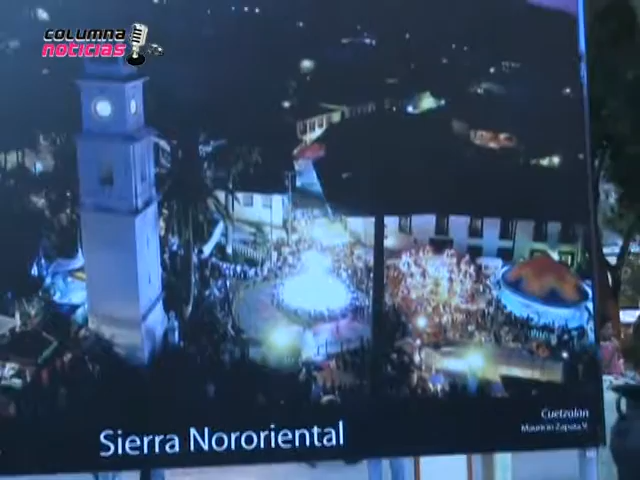 COLUMNA
noticias
Sierra Nororiental
Cuetzalan
Mauricio Zapata V.